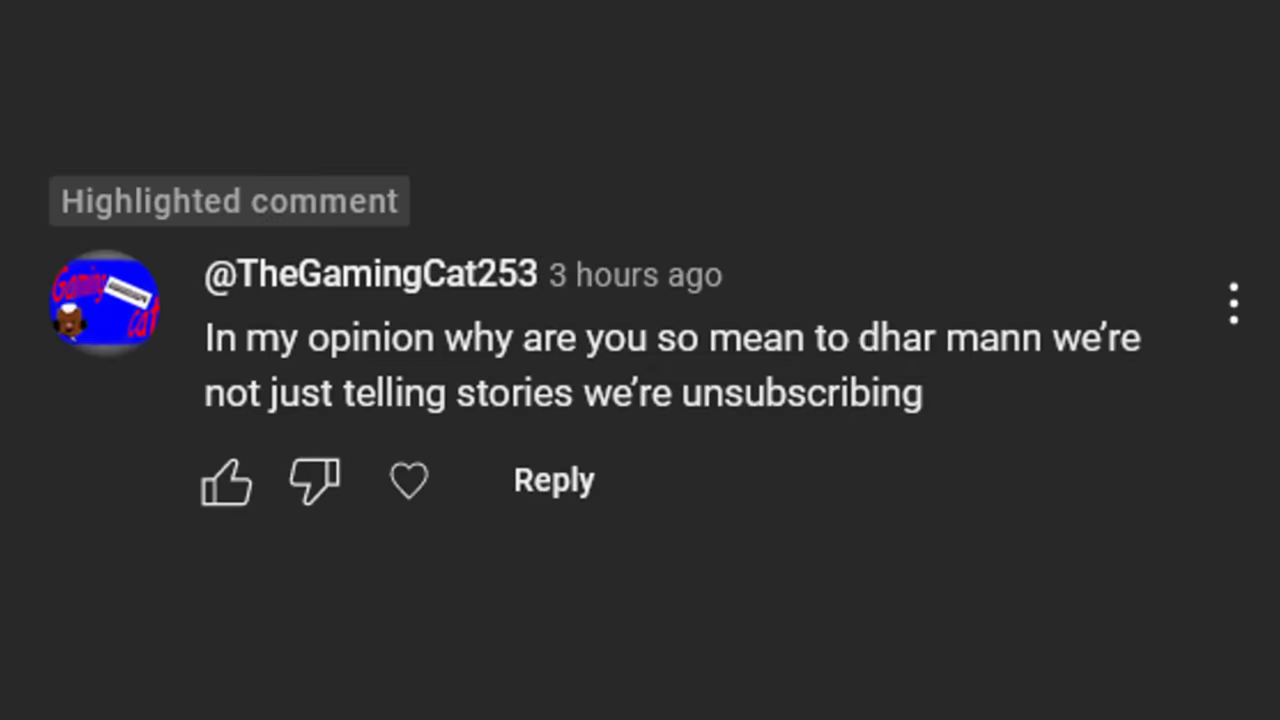 Highlighted comment
@TheGamingCat253 3 hours ago
In my opinion why are you so mean to dhar mann we’re
not just telling stories we’re unsubscribing
Reply